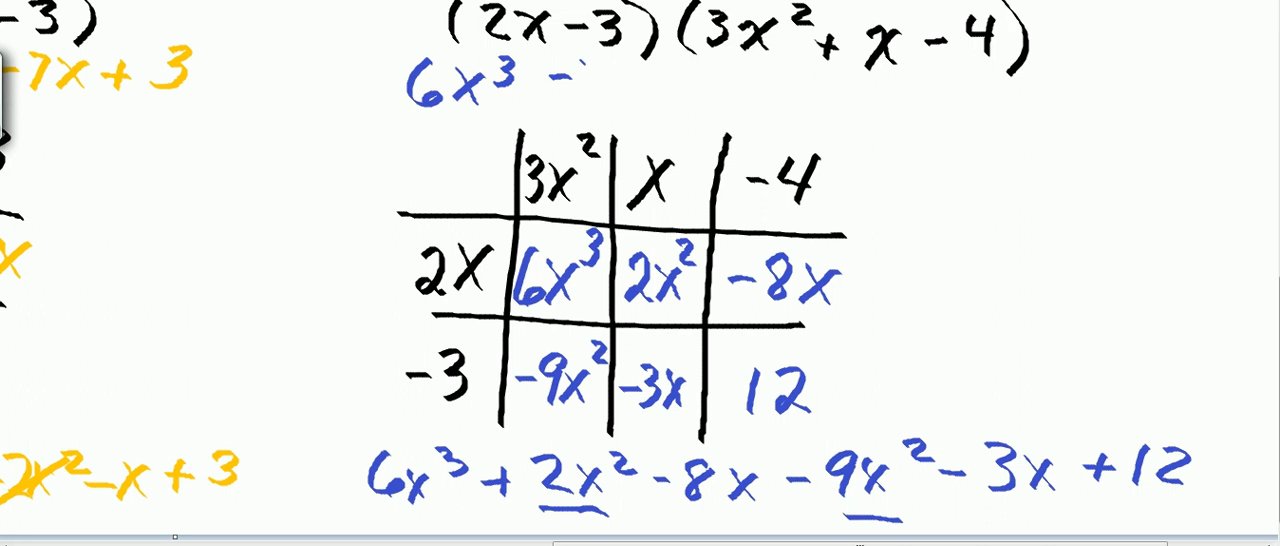 -3) (2x-3)(3x²+x-4)
-7x+3 6x³ -
3x² x -4
x 2x 6x³ 2x² -8x
-3 -9x² -3x 12
2x²-x+3 6x³+2x²-8x-9x²-3x+12